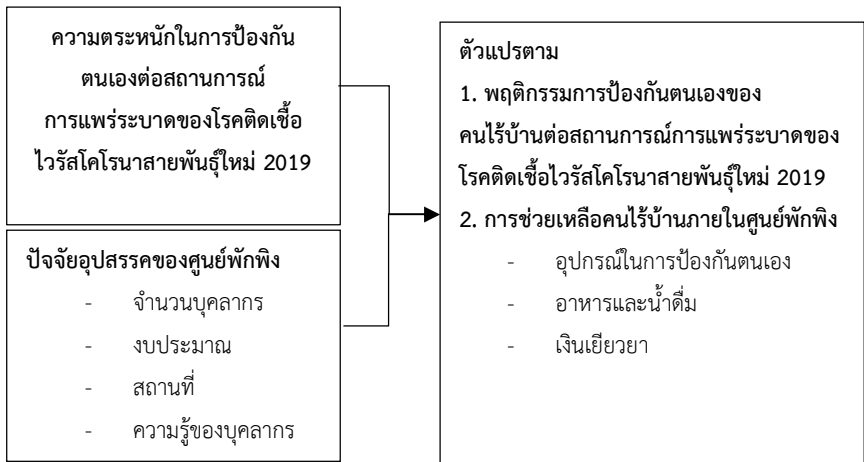 ความตระหนักในการป้องกัน
ตนเองต่อสถานการณ์
การแพร่ระบาดของโรคติดเชื้อ
ไวรัสโคโรนาสายพันธุ์ใหม่ 2019
ปัจจัยอุปสรรคของศูนย์พักพิง
- จำนวนบุคลากร
- งบประมาณ
- สถานที่
- ความรู้ของบุคลากร
ตัวแปรตาม
1. พฤติกรรมการป้องกันตนเองของ
คนไร้บ้านต่อสถานการณ์การแพร่ระบาดของ
โรคติดเชื้อไวรัสโคโรนาสายพันธุ์ใหม่ 2019
2. การช่วยเหลือคนไร้บ้านภายในศูนย์พักพิง
- อุปกรณ์ในการป้องกันตนเอง
- อาหารและน้ำดื่ม
- เงินเยียวยา